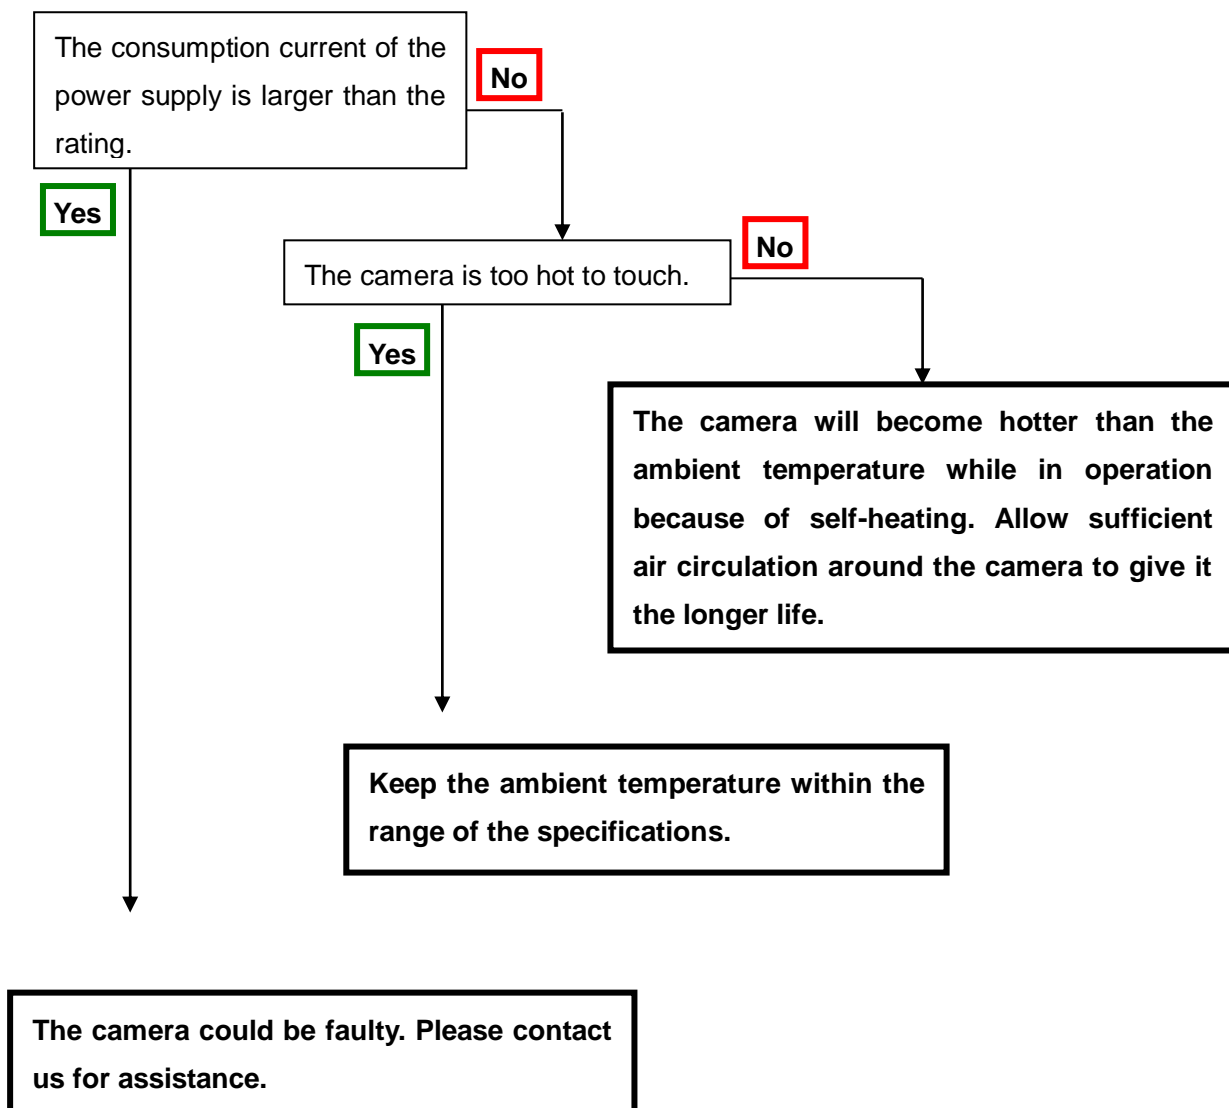 The consumption current of the
power supply is larger than the
rating.
No
Yes
The camera is too hot to touch.
No
Yes
The camera will become hotter than the
ambient temperature while in operation
because of self-heating. Allow sufficient
air circulation around the camera to give it
the longer life.
Keep the ambient temperature within the
range of the specifications.
The camera could be faulty. Please contact
us for assistance.